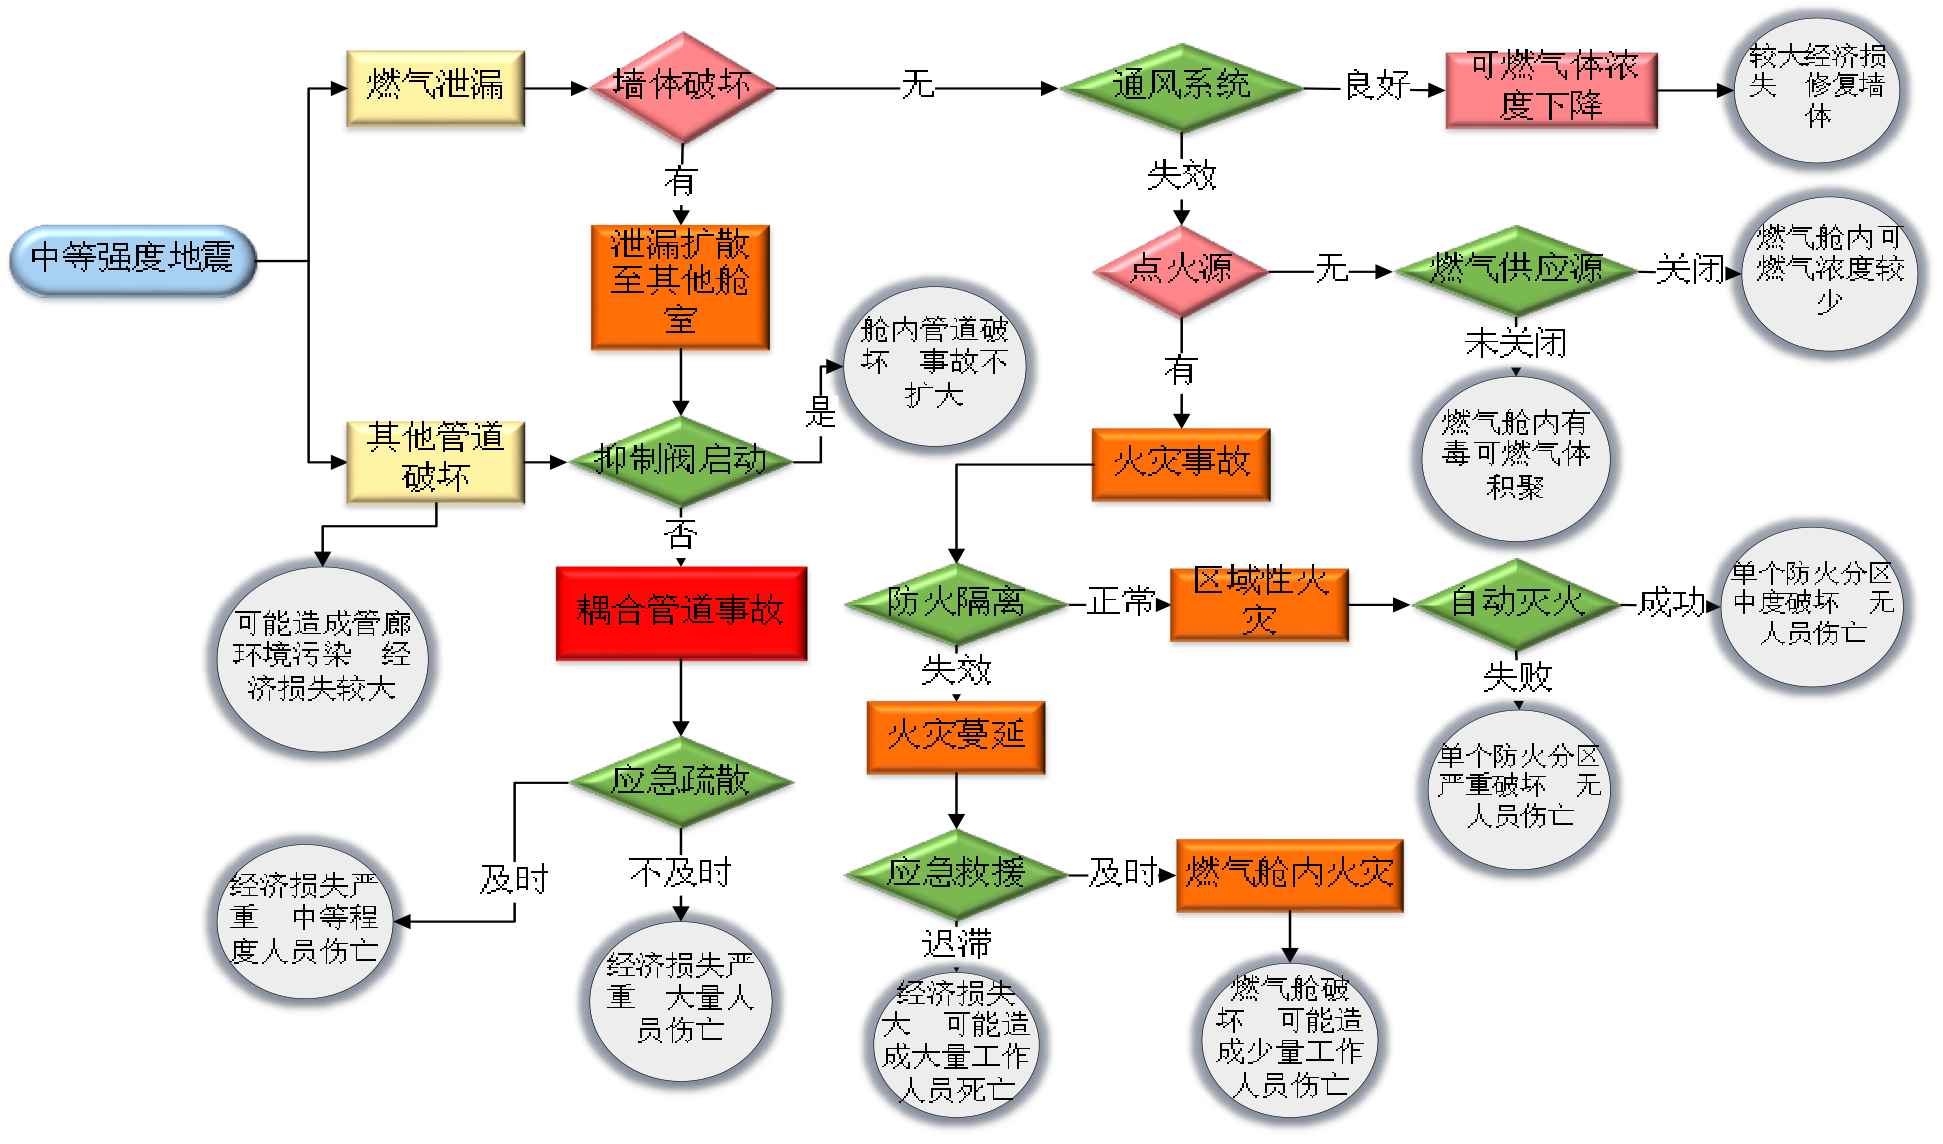 中等强度地震
燃气泄漏
墙体破坏
无
通风系统
良好
可燃气体浓
度下降
较大经济损
失 修复墙
体
有
失效
泄漏扩散
至其他舱
室
点火源
无
燃气供应源
关闭
燃气舱内可
燃气浓度较
少
舱内管道破
坏 事故不
扩大
未关闭
有
是
燃气舱内有
毒可燃气体
积聚
其他管道
破坏
抑制阀启动
火灾事故
否
可能造成管廊
环境污染 经
济损失较大
耦合管道事故
防火隔离
正常
区域性火
灾
自动灭火
成功
单个防火分区
中度破坏 无
人员伤亡
失效
失败
火灾蔓延
单个防火分区
严重破坏 无
人员伤亡
应急疏散
及时
不及时
应急救援
及时
燃气舱内火灾
经济损失严
重 中等程
度人员伤亡
迟滞
经济损失严
重 大量人
员伤亡
经济损失
大 可能造
成大量工作
人员死亡
燃气舱破
坏 可能造
成少量工作
人员伤亡